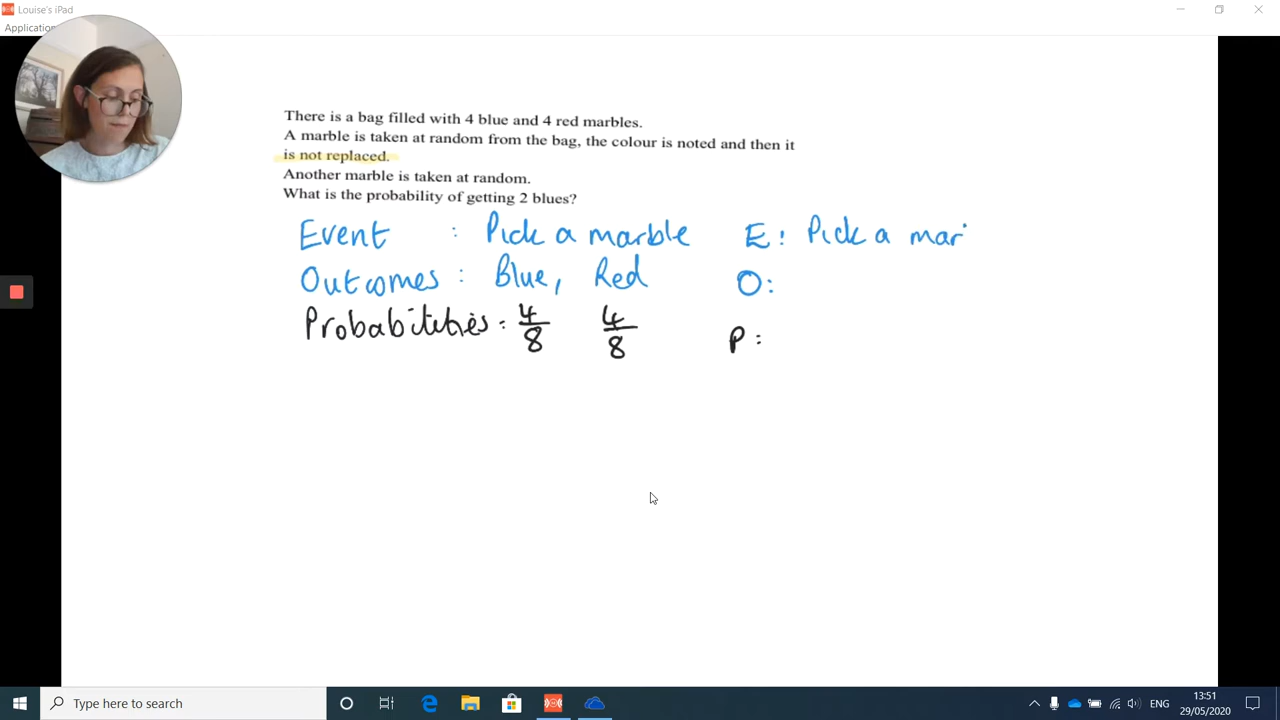 Louise's iPad
Application
There is a bag filled with 4 blue and 4 red marbles.
A marble is taken at random from the bag, the colour is noted and then it
is not replaced.
Another marble is taken at random.
What is the probability of getting 2 blues?
Event : Pick a marble E: Pick a mar
Outcomes : Blue, Red O:
Probabilities: 4/8 4/8 P:
Type here to search
ENG
13:51
29/05/2020